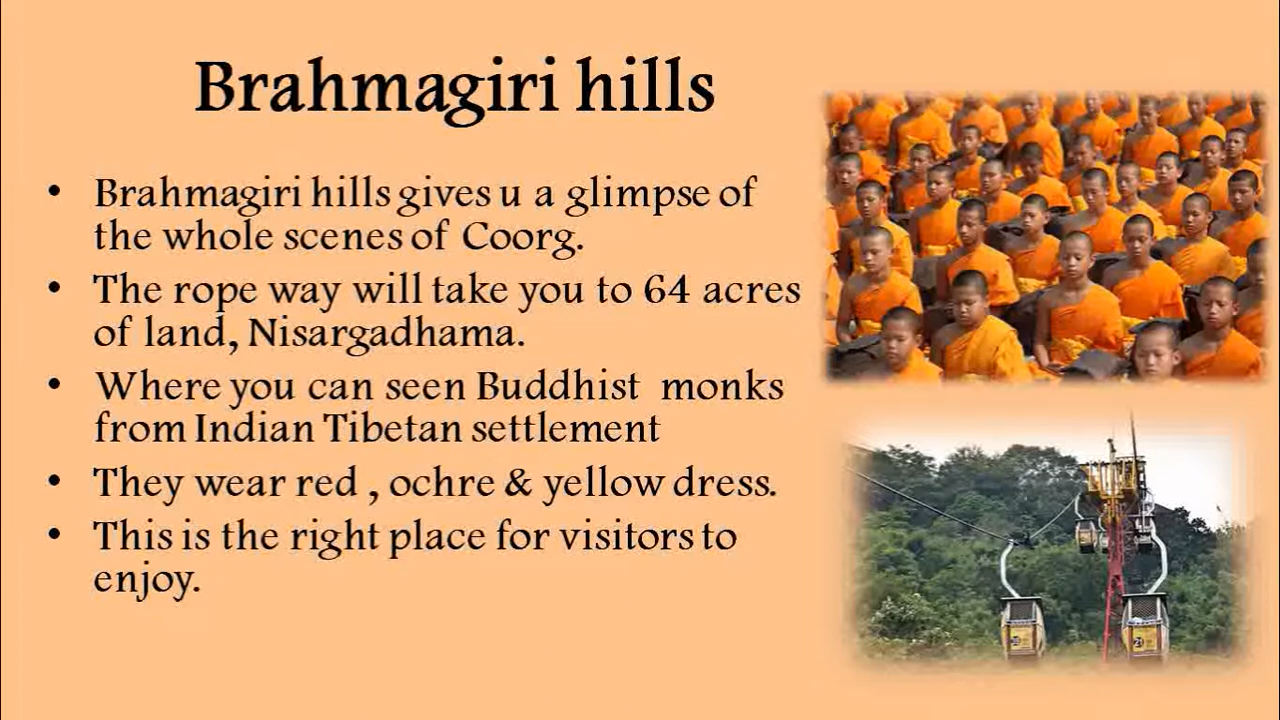 Brahmagiri hills
• Brahmagiri hills gives u a glimpse of
the whole scenes of Coorg.
• The rope way will take you to 64 acres
of land, Nisargadhama.
• Where you can seen Buddhist monks
from Indian Tibetan settlement
• They wear red , ochre & yellow dress.
• This is the right place for visitors to
enjoy.
21